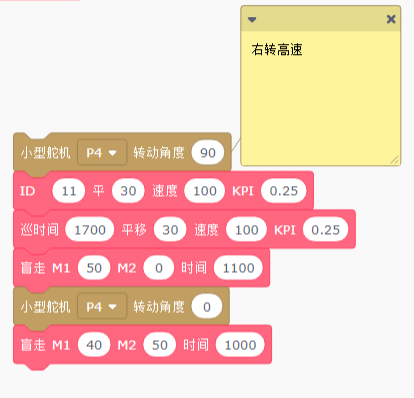 右转高速
小型舵机 P4 转动角度 90
ID 11 平 30 速度 100 KPI 0.25
巡时间 1700 平移 30 速度 100 KPI 0.25
盲走 M1 50 M2 0 时间 1100
小型舵机 P4 转动角度 0
盲走 M1 40 M2 50 时间 1000